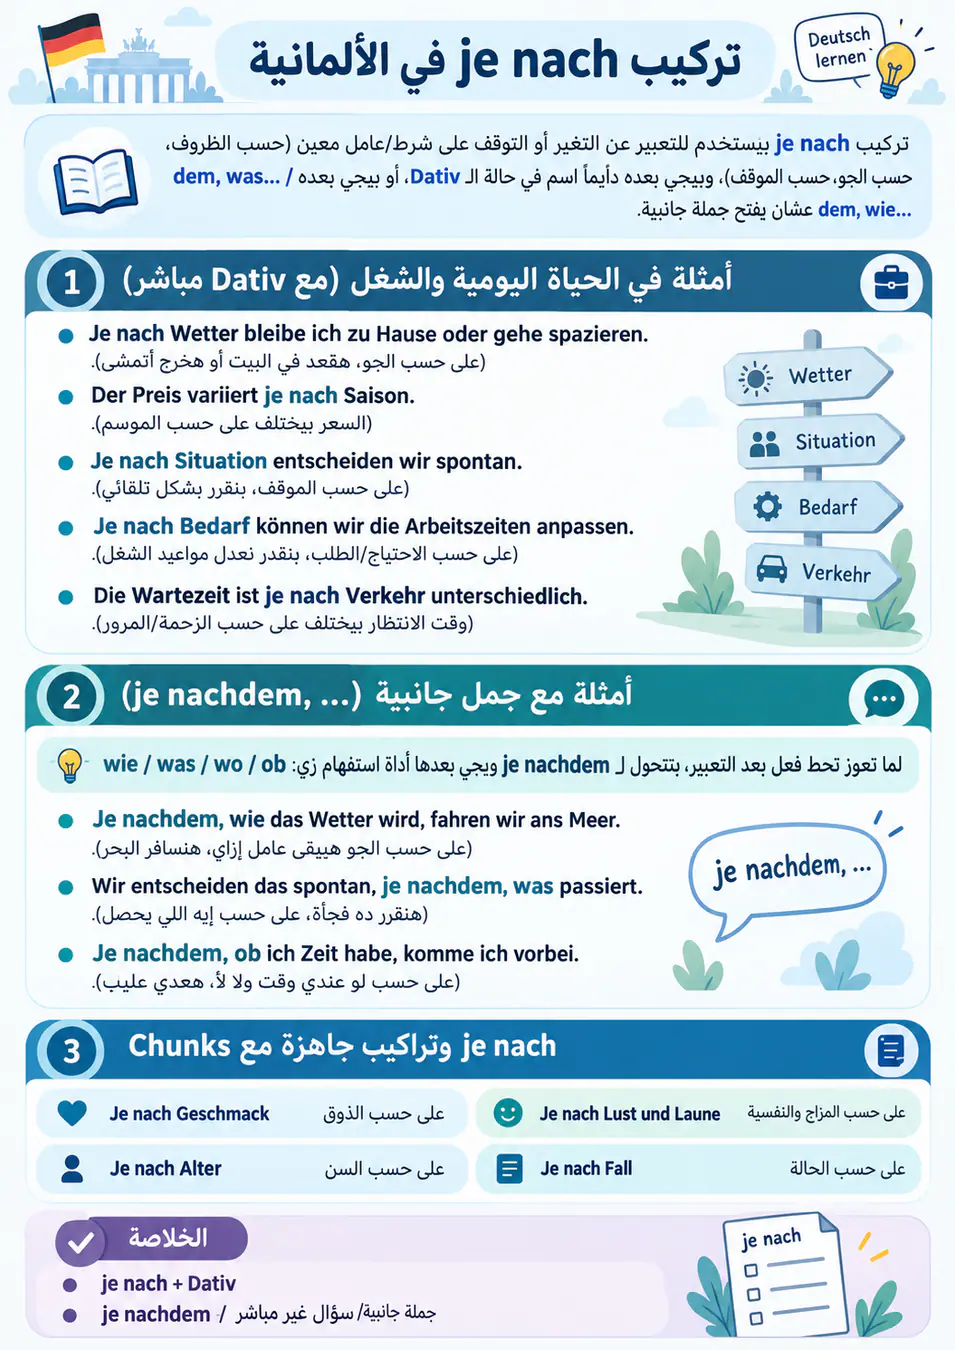 تركيب je nach في الألمانية
Deutsch
lernen
تركيب je nach بيستخدم للتعبير عن التغير أو التوقف على شرط/عامل معين (حسب الظروف،
حسب الجو،حسب الموقف)، وبيجي بعده دأيماً اسم في حالة الـ Dativ، أو بيجي بعده / ...dem, was
dem, wie... عشان يفتح جملة جانبية.
1
أمثلة في الحياة اليومية والشغل (مع Dativ مباشر)
Je nach Wetter bleibe ich zu Hause oder gehe spazieren.
(على حسب الجو، هقعد في البيت أو هخرج أتمشى).
Der Preis variiert je nach Saison.
(السعر بيختلف على حسب الموسم).
Je nach Situation entscheiden wir spontan.
(على حسب الموقف، بنقرر بشكل تلقائي).
Je nach Bedarf können wir die Arbeitszeiten anpassen.
(على حسب الاحتياج/الطلب، بنقدر نعدل مواعيد الشغل).
Die Wartezeit ist je nach Verkehr unterschiedlich.
(وقت الانتظار بيختلف على حسب الزحمة/المرور).
Wetter
Situation
Bedarf
Verkehr
2
أمثلة مع جمل جانبية (je nachdem, ...)
لما تعوز تحط فعل بعد التعبير، بتتحول لـ je nachdem ويجي بعدها أداة استفهام زي: wie / was / wo / ob
Je nachdem, wie das Wetter wird, fahren wir ans Meer.
(على حسب الجو هييقى عامل إزاي، هنسافر البحر).
Wir entscheiden das spontan, je nachdem, was passiert.
(هنقرر ده فجأة، على حسب إيه اللي يحصل).
Je nachdem, ob ich Zeit habe, komme ich vorbei.
(على حسب لو عندي وقت ولا لأ، هعدي عليب).
je nachdem, ...
3
Chunks وتراكيب جاهزة مع je nach
Je nach Geschmack على حسب الذوق
Je nach Lust und Laune على حسب المزاج والنفسية
Je nach Alter على حسب السن
Je nach Fall على حسب الحالة
الخلاصة
je nach + Dativ
je nachdem / جملة جانبية/ سؤال غير مباشر
je nach